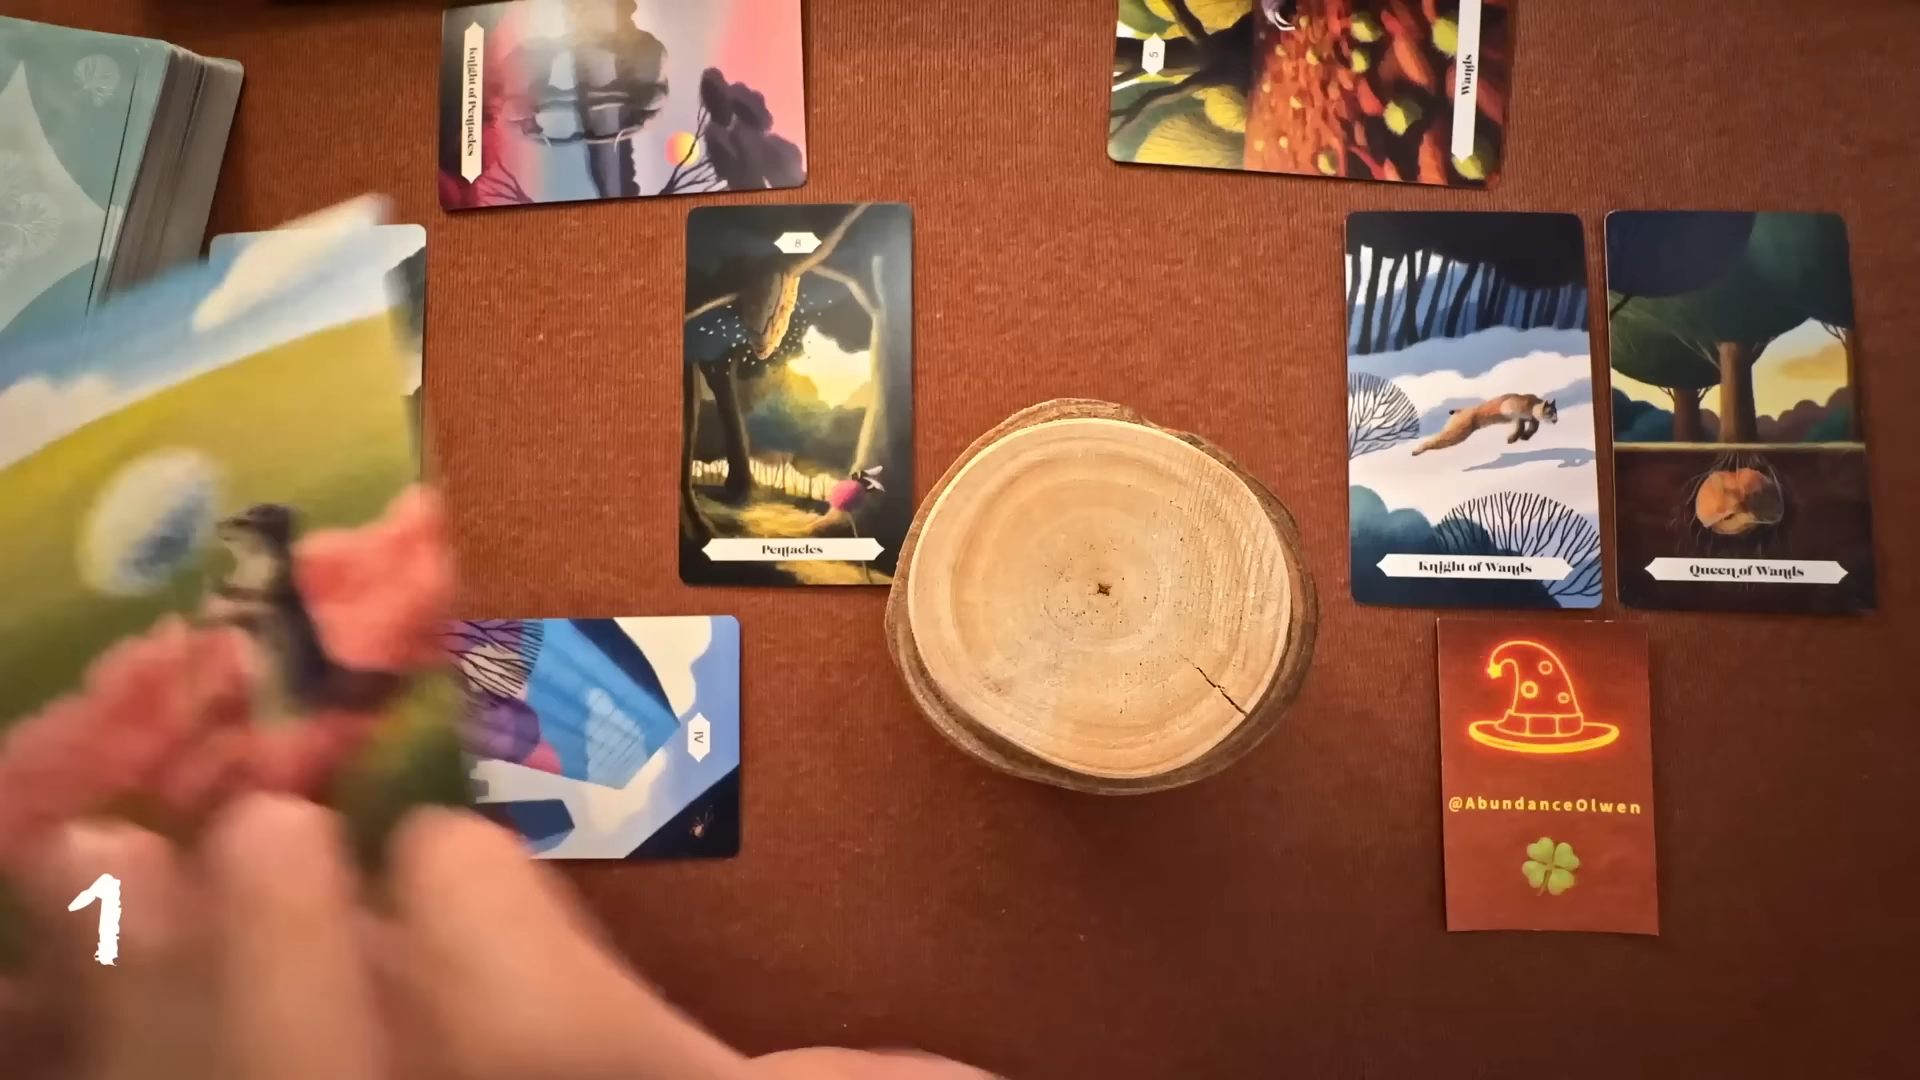 Knight of Pentacles
5
Wands
8
Pentacles
Knight of Wands
Queen of Wands
IV
@AbundanceOlwen
1